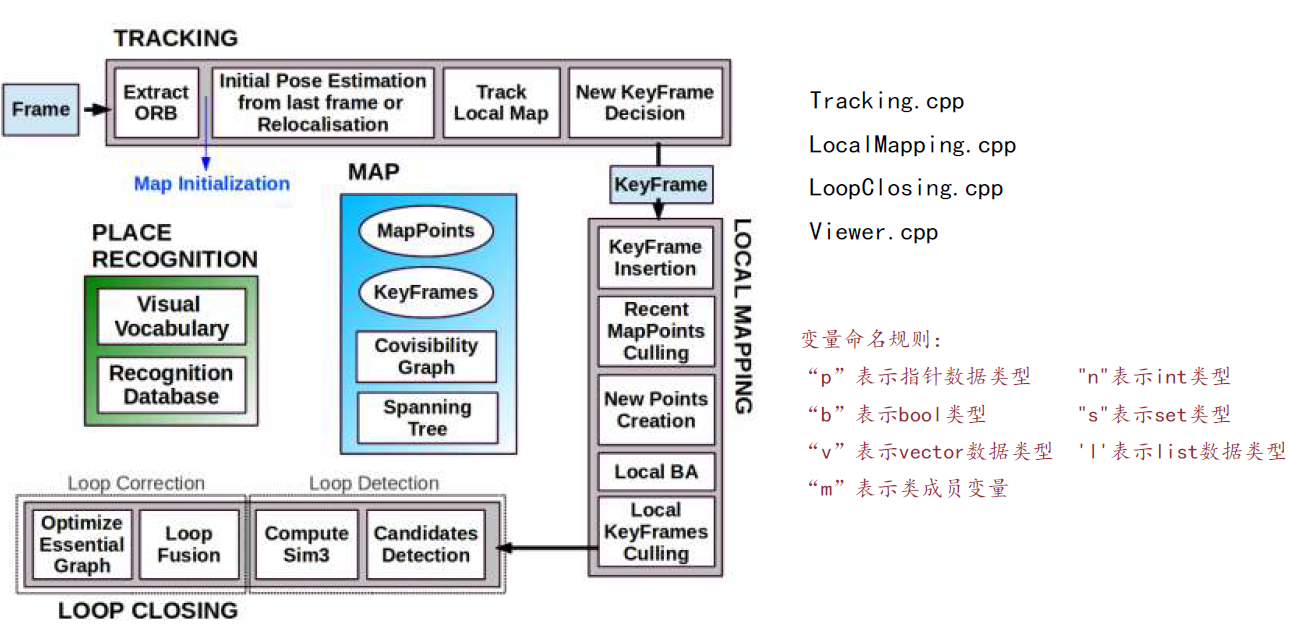 TRACKING
Frame
Extract
ORB
Initial Pose Estimation
from last frame or
Relocalisation
Track
Local Map
New KeyFrame
Decision
Map Initialization
KeyFrame
MAP
MapPoints
KeyFrames
Covisibility
Graph
Spanning
Tree
PLACE
RECOGNITION
Visual
Vocabulary
Recognition
Database
LOCAL MAPPING
KeyFrame
Insertion
Recent
MapPoints
Culling
New Points
Creation
Local BA
Local
KeyFrames
Culling
Loop Correction
Loop Detection
Optimize
Essential
Graph
Loop
Fusion
Compute
Sim3
Candidates
Detection
LOOP CLOSING
Tracking.cpp
LocalMapping.cpp
LoopClosing.cpp
Viewer.cpp
变量命名规则:
“p”表示指针数据类型 "n"表示int类型
“b”表示bool类型 "s"表示set类型
“v”表示vector数据类型 'l'表示list数据类型
“m”表示类成员变量